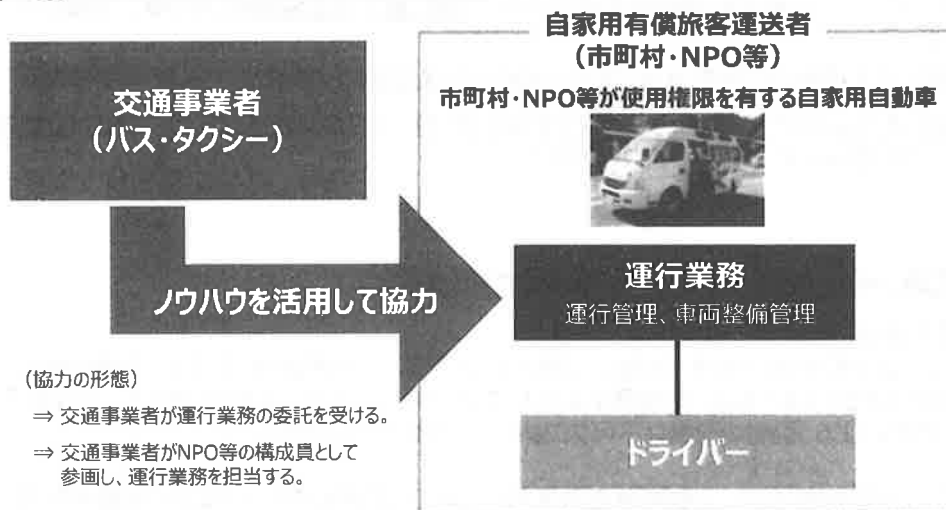 交通事業者
(バス・タクシー)
自家用有償旅客運送者
(市町村・NPO等)
市町村・NPO等が使用権限を有する自家用自動車
ノウハウを活用して協力
運行業務
運行管理、車両整備管理
(協力の形態)
⇒ 交通事業者が運行業務の委託を受ける。
⇒ 交通事業者がNPO等の構成員として
参画し、運行業務を担当する。
ドライバー